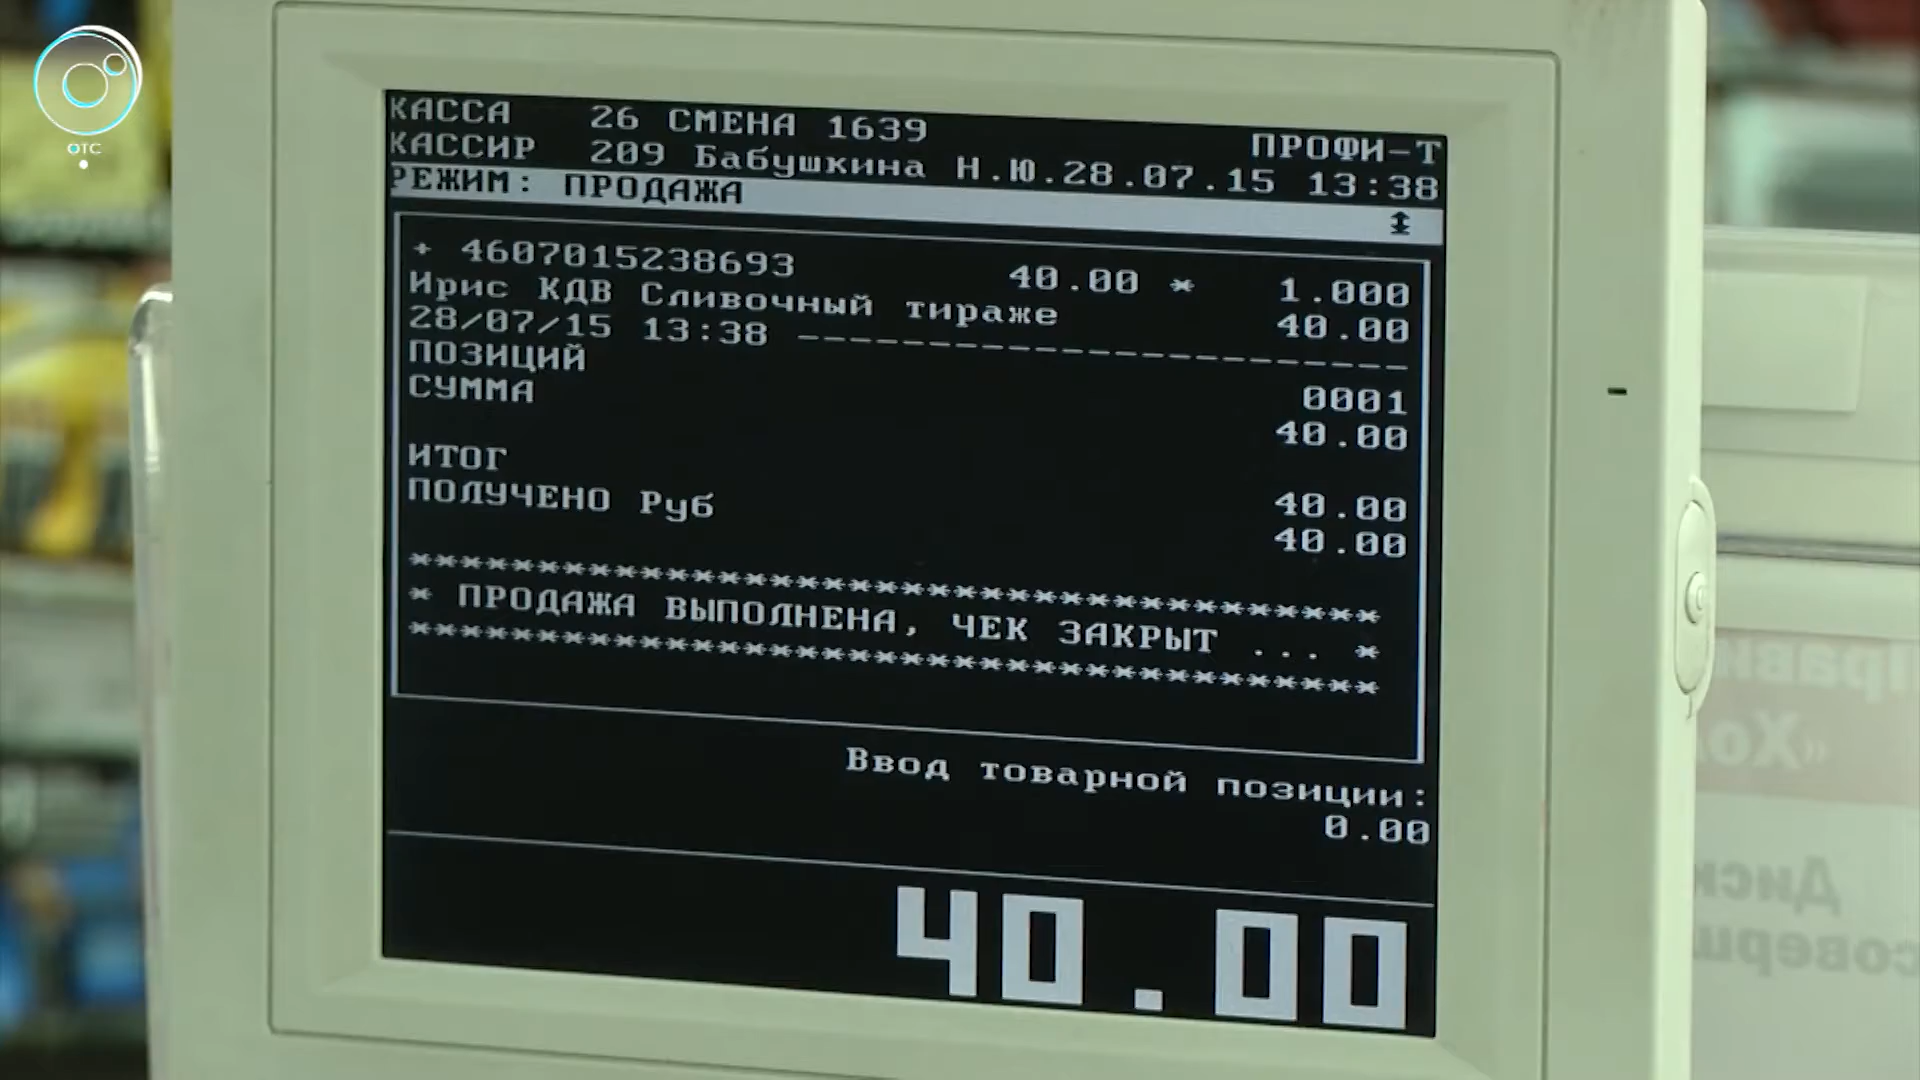 ОТС
КАССА 26 СМЕНА 1639 ПРОФИ-Т
КАССИР 209 Бабушкина Н.Ю.28.07.15 13:38
РЕЖИМ: ПРОДАЖА
+ 4607015238693 40.00 * 1.000
Ирис КДВ Сливочный тираже 40.00
28/07/15 13:38 -----------------------
ПОЗИЦИЙ 0001
СУММА 40.00
ИТОГ 40.00
ПОЛУЧЕНО Руб 40.00
*************************************
* ПРОДАЖА ВЫПОЛНЕНА, ЧЕК ЗАКРЫТ ... *
*************************************
Ввод товарной позиции:
0.00
40.00